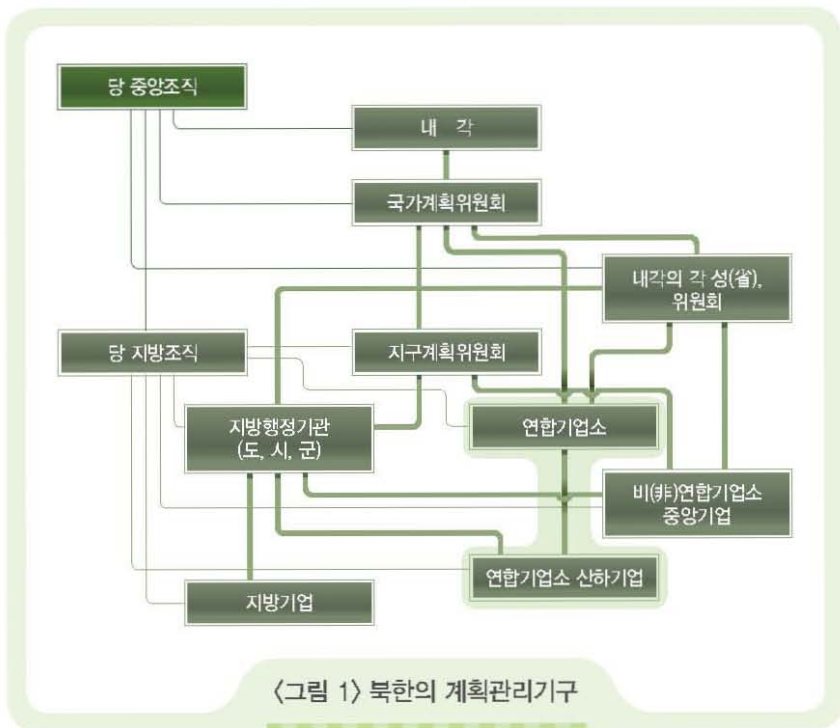 당 중앙조직
내 각
국가계획위원회
내각의 각 성(省),
위원회
당 지방조직
지구계획위원회
지방행정기관
(도, 시, 군)
연합기업소
비(非)연합기업소
중앙기업
연합기업소 산하기업
지방기업
〈그림 1〉 북한의 계획관리기구